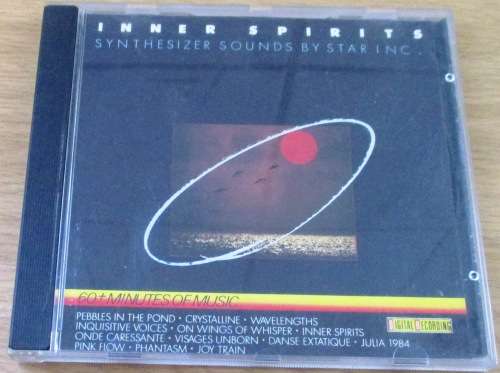 INNER SPIRITS
SYNTHESIZER SOUNDS BY STAR INC.
60+ MINUTES OF MUSIC
PEBBLES IN THE POND • CRYSTALLINE • WAVELENGTHS
INQUISITIVE VOICES • ON WINGS OF WHISPER • INNER SPIRITS
ONDE CARESSANTE • VISAGES UNBORN • DANSE EXTATIQUE • JULIA 1984
PINK FLOW • PHANTASM • JOY TRAIN
DIGITAL RECORDING